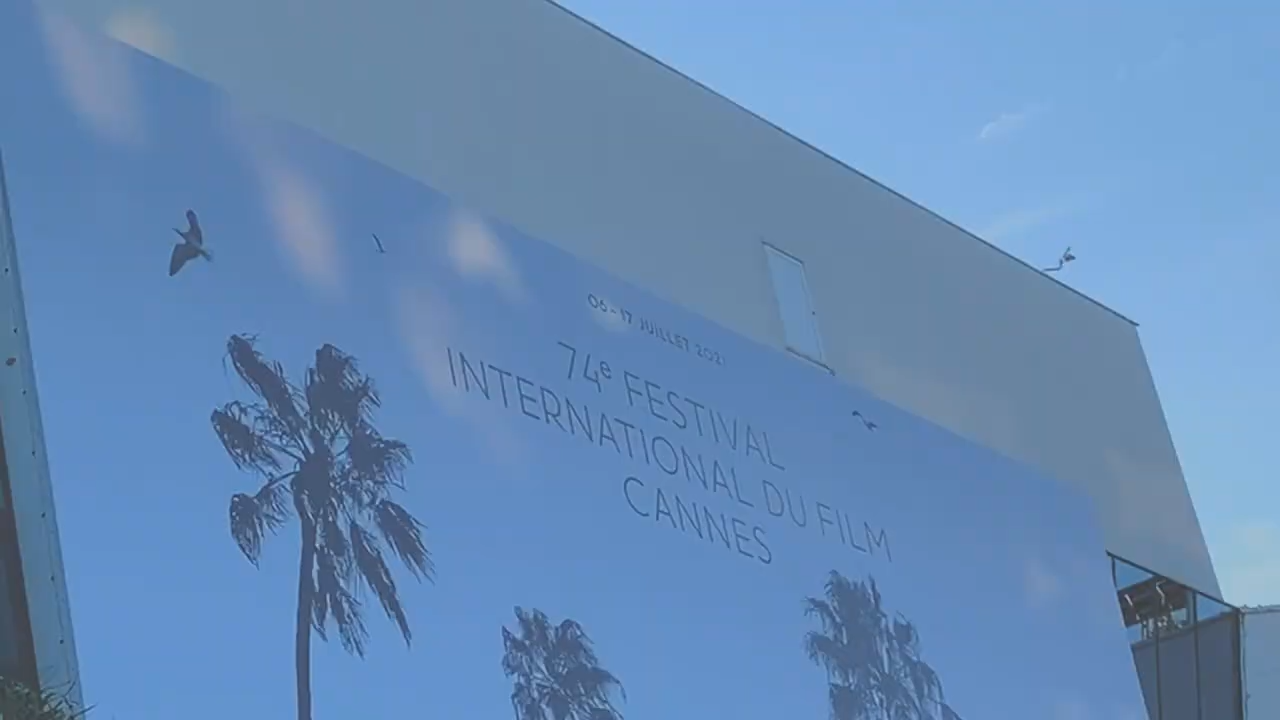 06-17 JUILLET 2021
74e FESTIVAL
INTERNATIONAL DU FILM
CANNES